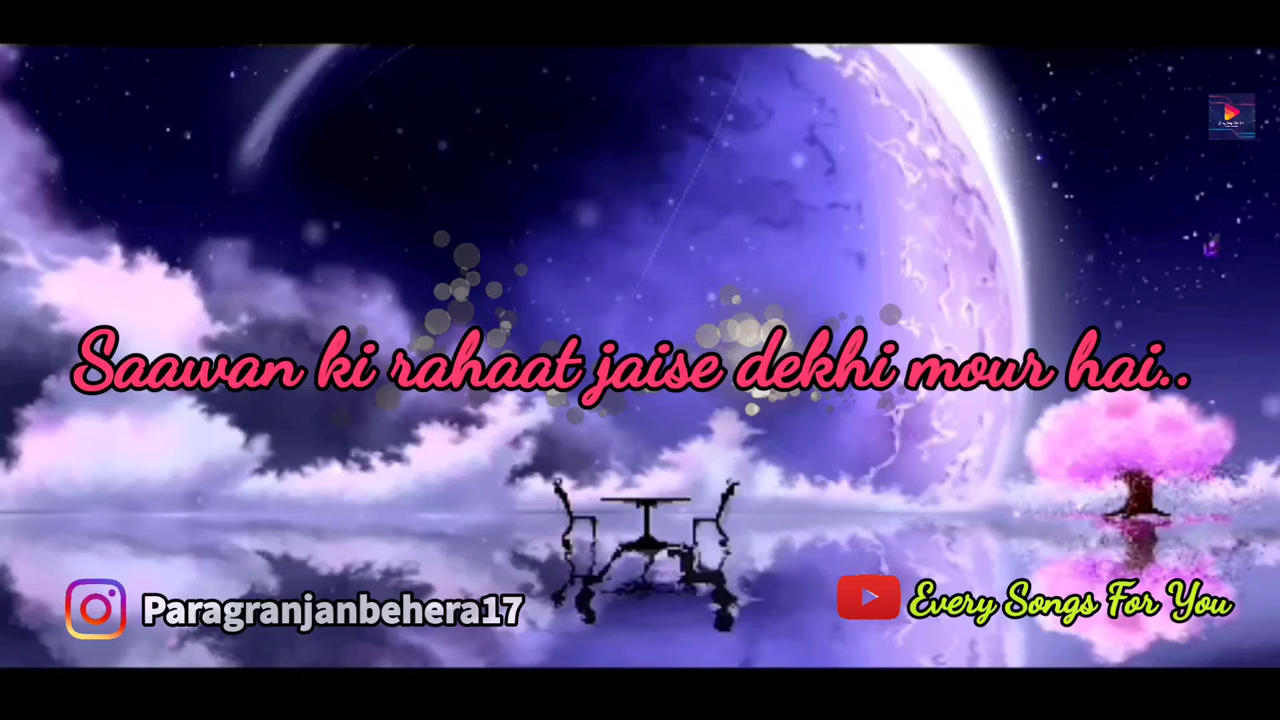 Saawan ki rahaat jaise dekhi mour hai..
Paragranjanbehera17
Every Songs For You